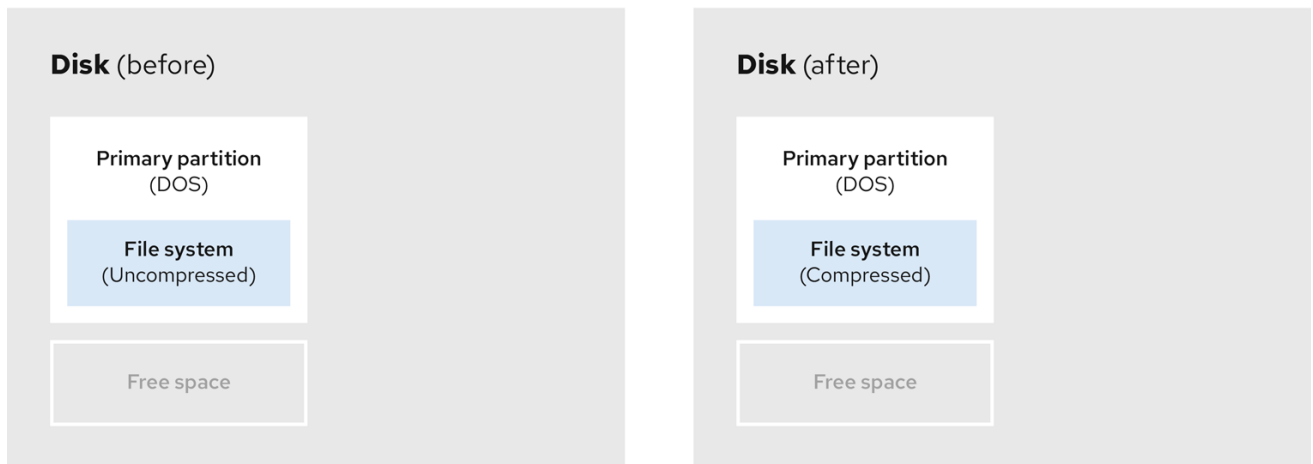 Disk (before)
Primary partition
(DOS)
File system
(Uncompressed)
Free space
Disk (after)
Primary partition
(DOS)
File system
(Compressed)
Free space